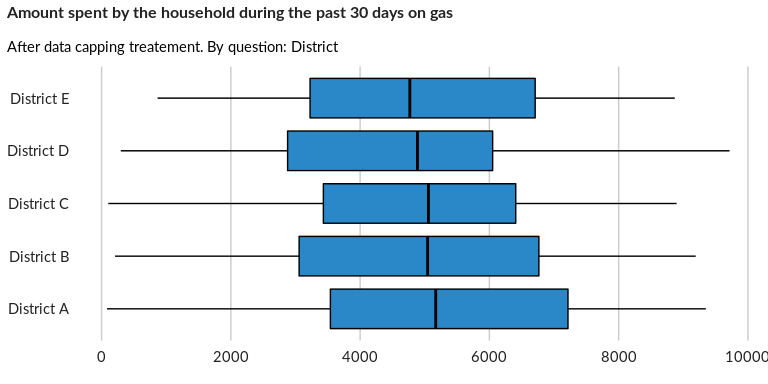 Amount spent by the household during the past 30 days on gas
After data capping treatement. By question: District
District E
District D
District C
District B
District A
0 2000 4000 6000 8000 10000